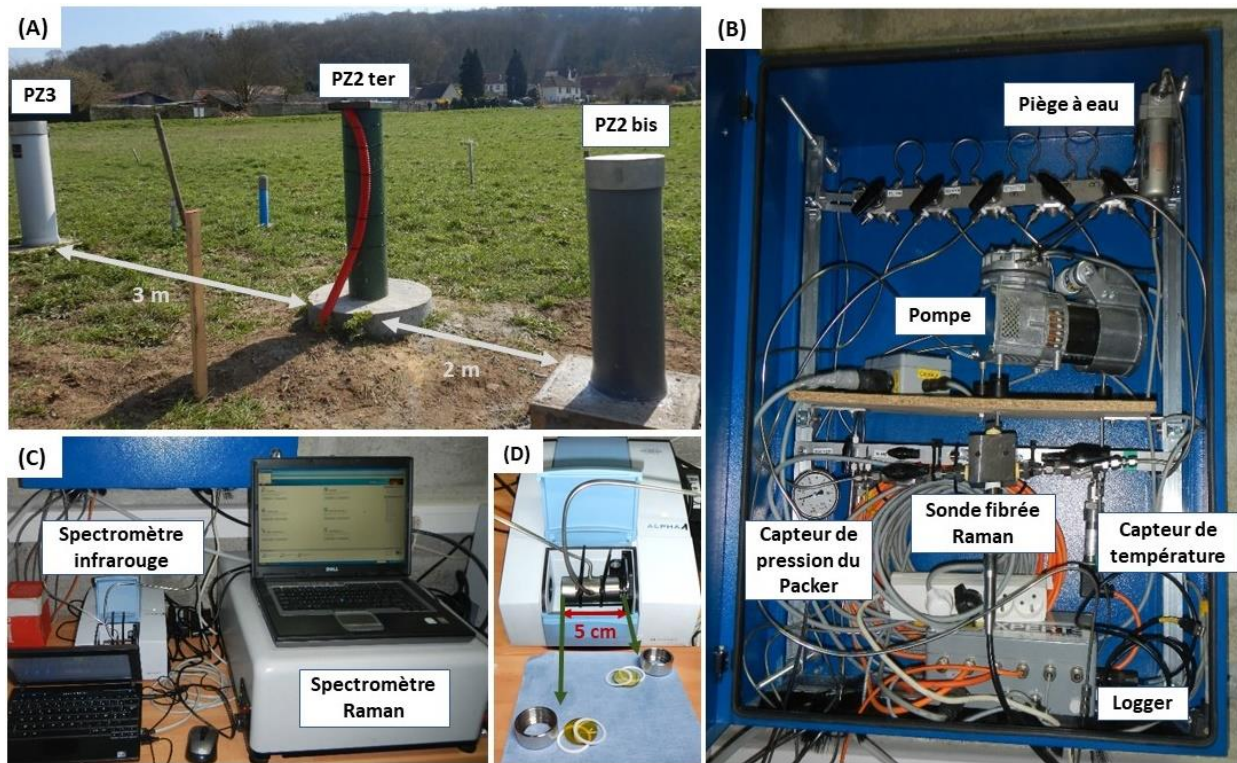 (A)
PZ3
PZ2 ter
PZ2 bis
3 m
2 m
(B)
Piège à eau
Pompe
Sonde fibrée
Raman
Capteur de
pression du
Packer
Capteur de
température
Logger
(C)
Spectromètre
infrarouge
DELL
Spectromètre
Raman
(D)
ALPHA
5 cm